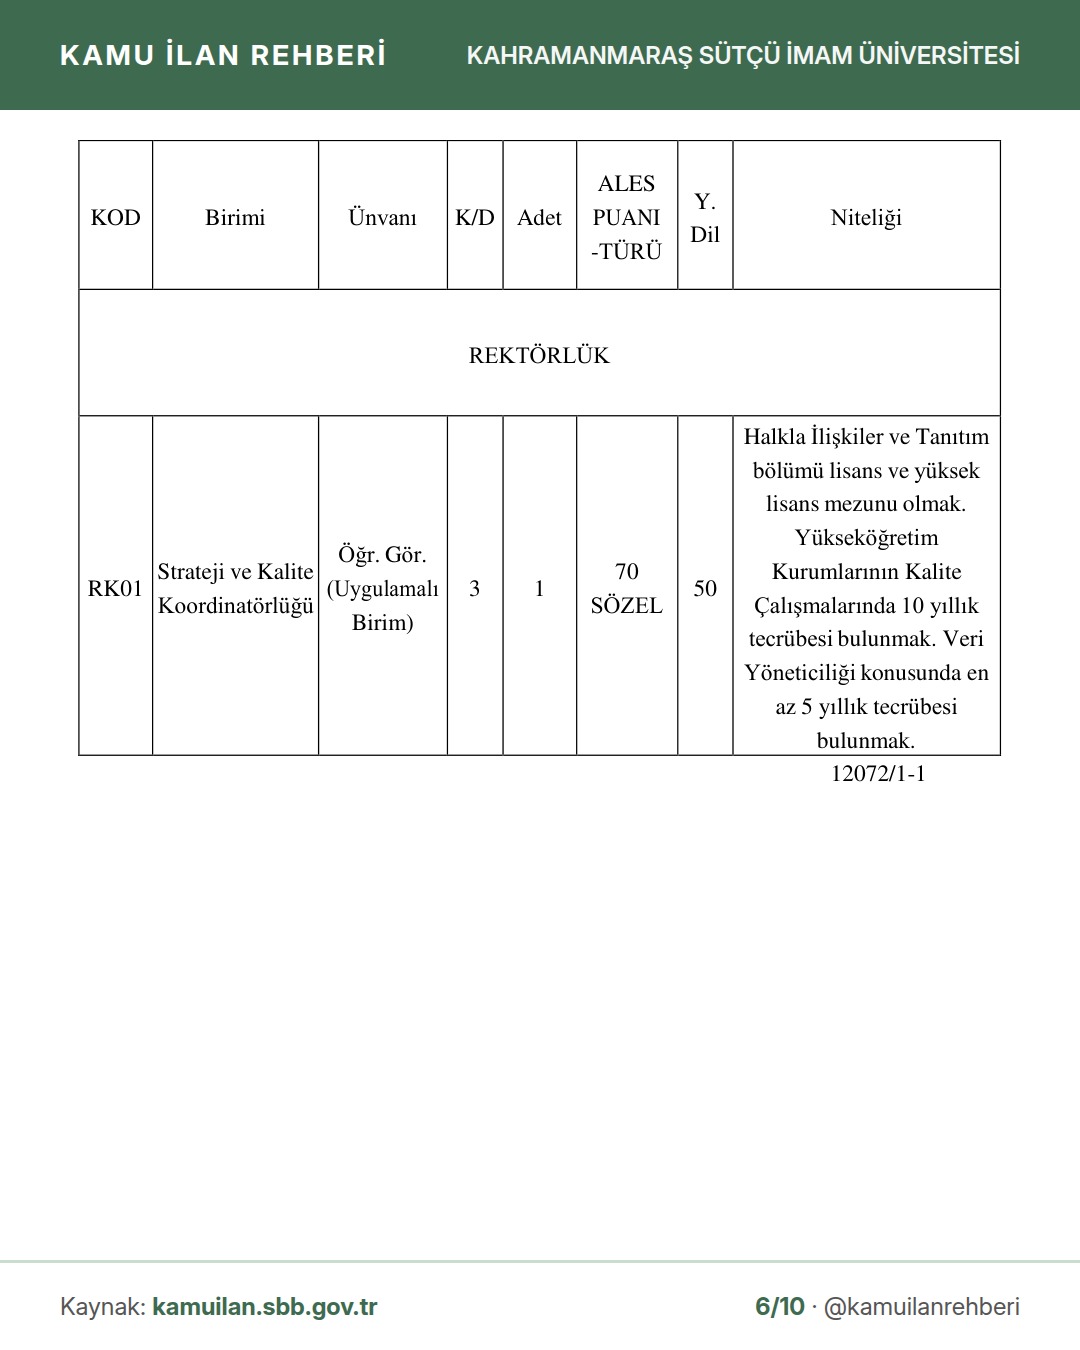 KAMU İLAN REHBERİ
KAHRAMANMARAŞ SÜTÇÜ İMAM ÜNİVERSİTESİ
KOD
Birimi
Ünvanı
K/D
Adet
ALES
PUANI
-TÜRÜ
Y.
Dil
Niteliği
REKTÖRLÜK
RK01
Strateji ve Kalite
Koordinatörlüğü
Öğr. Gör.
(Uygulamalı
Birim)
3
1
70
SÖZEL
50
Halkla İlişkiler ve Tanıtım
bölümü lisans ve yüksek
lisans mezunu olmak.
Yükseköğretim
Kurumlarının Kalite
Çalışmalarında 10 yıllık
tecrübesi bulunmak. Veri
Yöneticiliği konusunda en
az 5 yıllık tecrübesi
bulunmak.
12072/1-1
Kaynak: kamuilan.sbb.gov.tr
6/10 · @kamuilanrehberi